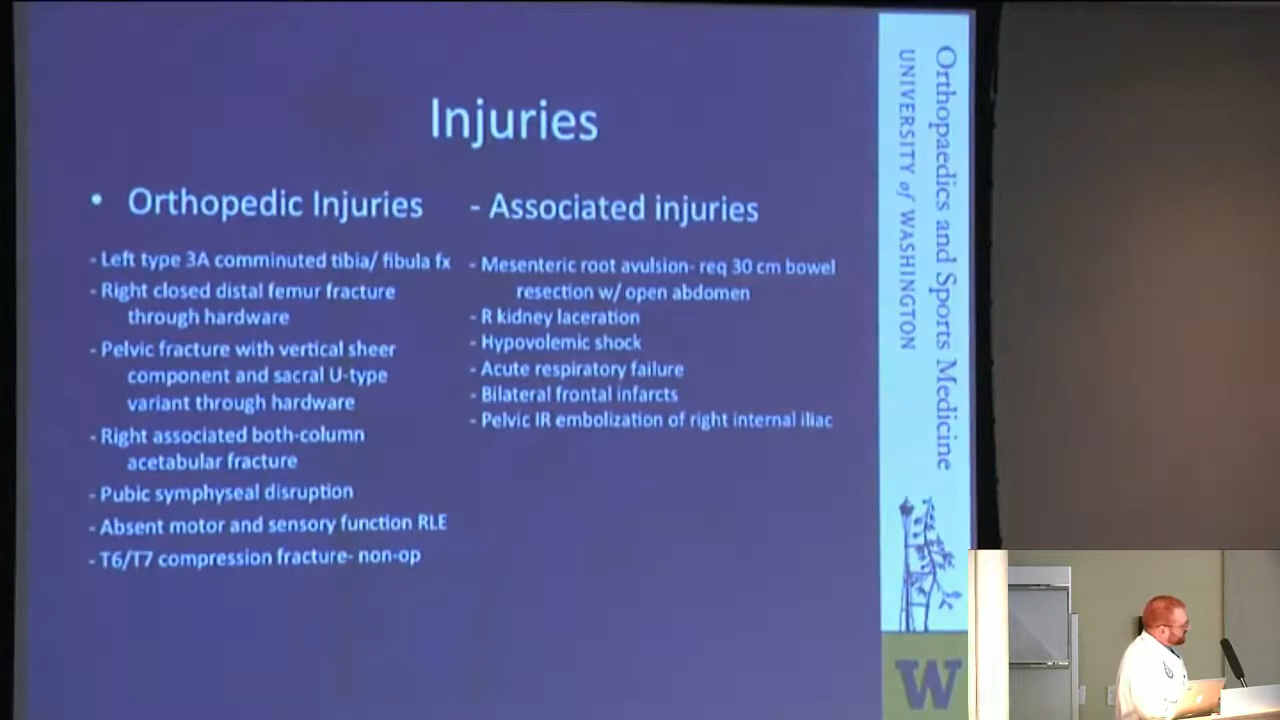 Injuries
• Orthopedic Injuries
- Left type 3A comminuted tibia/ fibula fx
- Right closed distal femur fracture
through hardware
- Pelvic fracture with vertical sheer
component and sacral U-type
variant through hardware
- Right associated both-column
acetabular fracture
- Pubic symphyseal disruption
- Absent motor and sensory function RLE
- T6/T7 compression fracture- non-op
- Associated injuries
- Mesenteric root avulsion- req 30 cm bowel
resection w/ open abdomen
- R kidney laceration
- Hypovolemic shock
- Acute respiratory failure
- Bilateral frontal infarcts
- Pelvic IR embolization of right internal iliac
Orthopaedics and Sports Medicine
UNIVERSITY of WASHINGTON
W